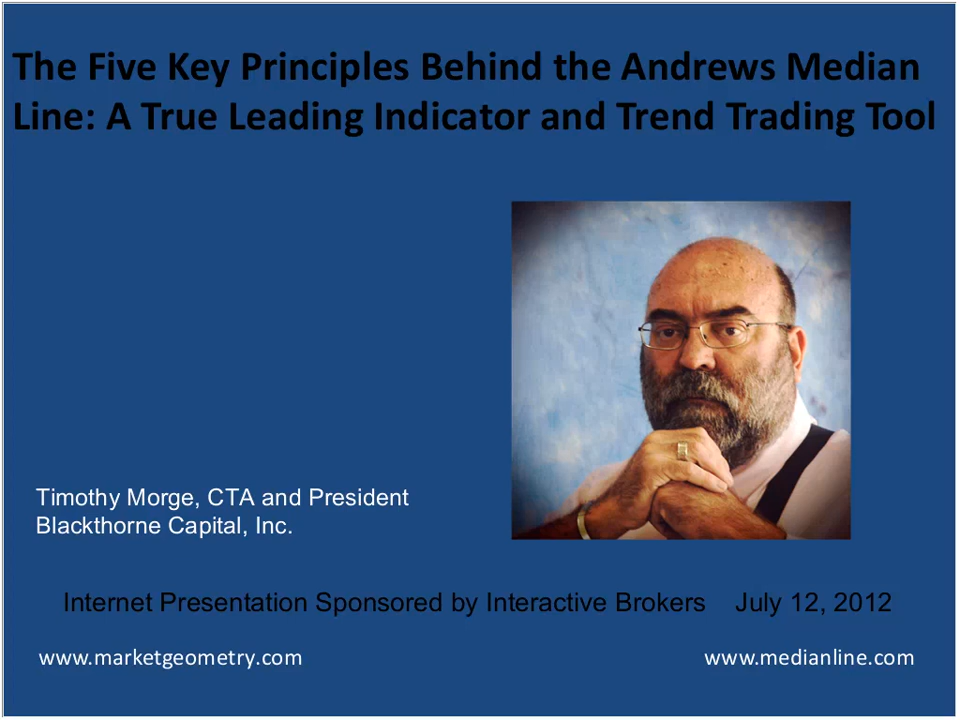 The Five Key Principles Behind the Andrews Median
Line: A True Leading Indicator and Trend Trading Tool
Timothy Morge, CTA and President
Blackthorne Capital, Inc.
Internet Presentation Sponsored by Interactive Brokers July 12, 2012
www.marketgeometry.com
www.medianline.com